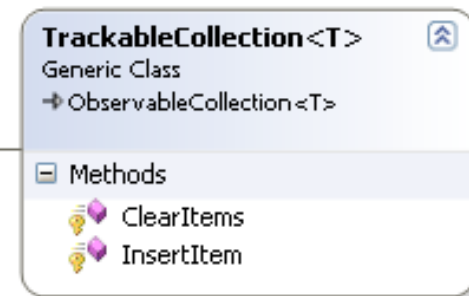 TrackableCollection<T>
Generic Class
ObservableCollection<T>
Methods
ClearItems
InsertItem